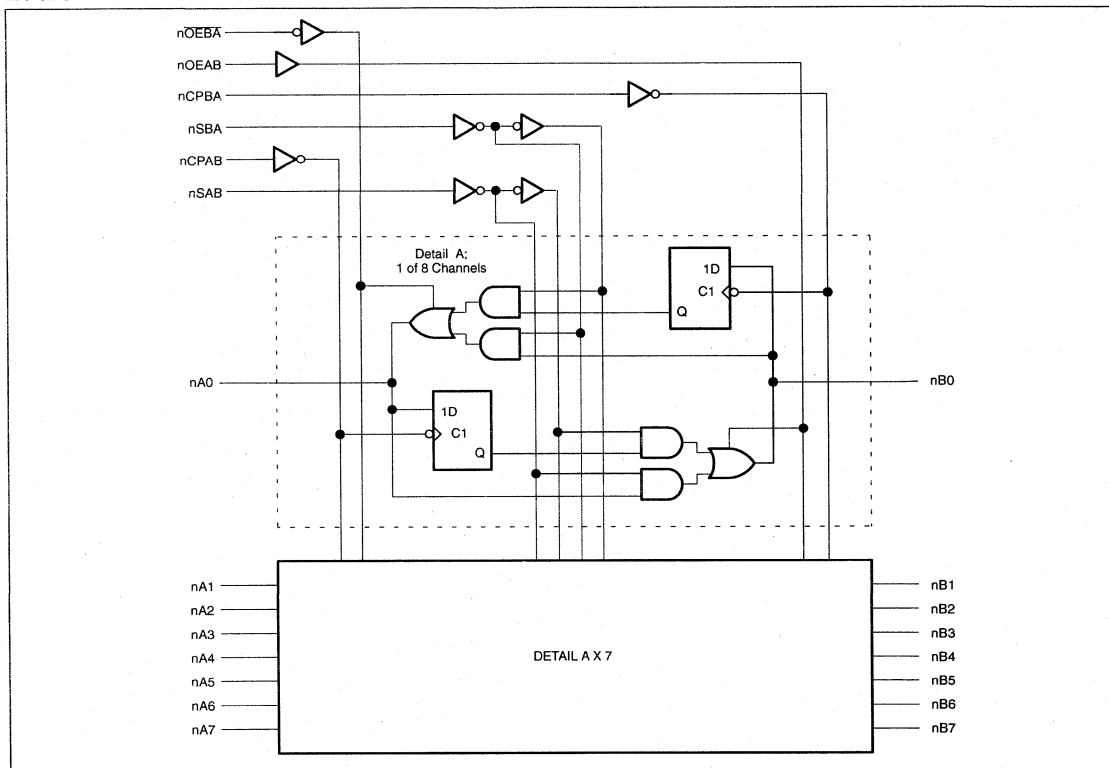 nO̅E̅B̅A̅
nOEAB
nCPBA
nSBA
nCPAB
nSAB
Detail A;
1 of 8 Channels
1D
C1
Q
nA0
nB0
1D
C1
Q
nA1
nB1
nA2
nB2
nA3
nB3
nA4
DETAIL A X 7
nB4
nA5
nB5
nA6
nB6
nA7
nB7